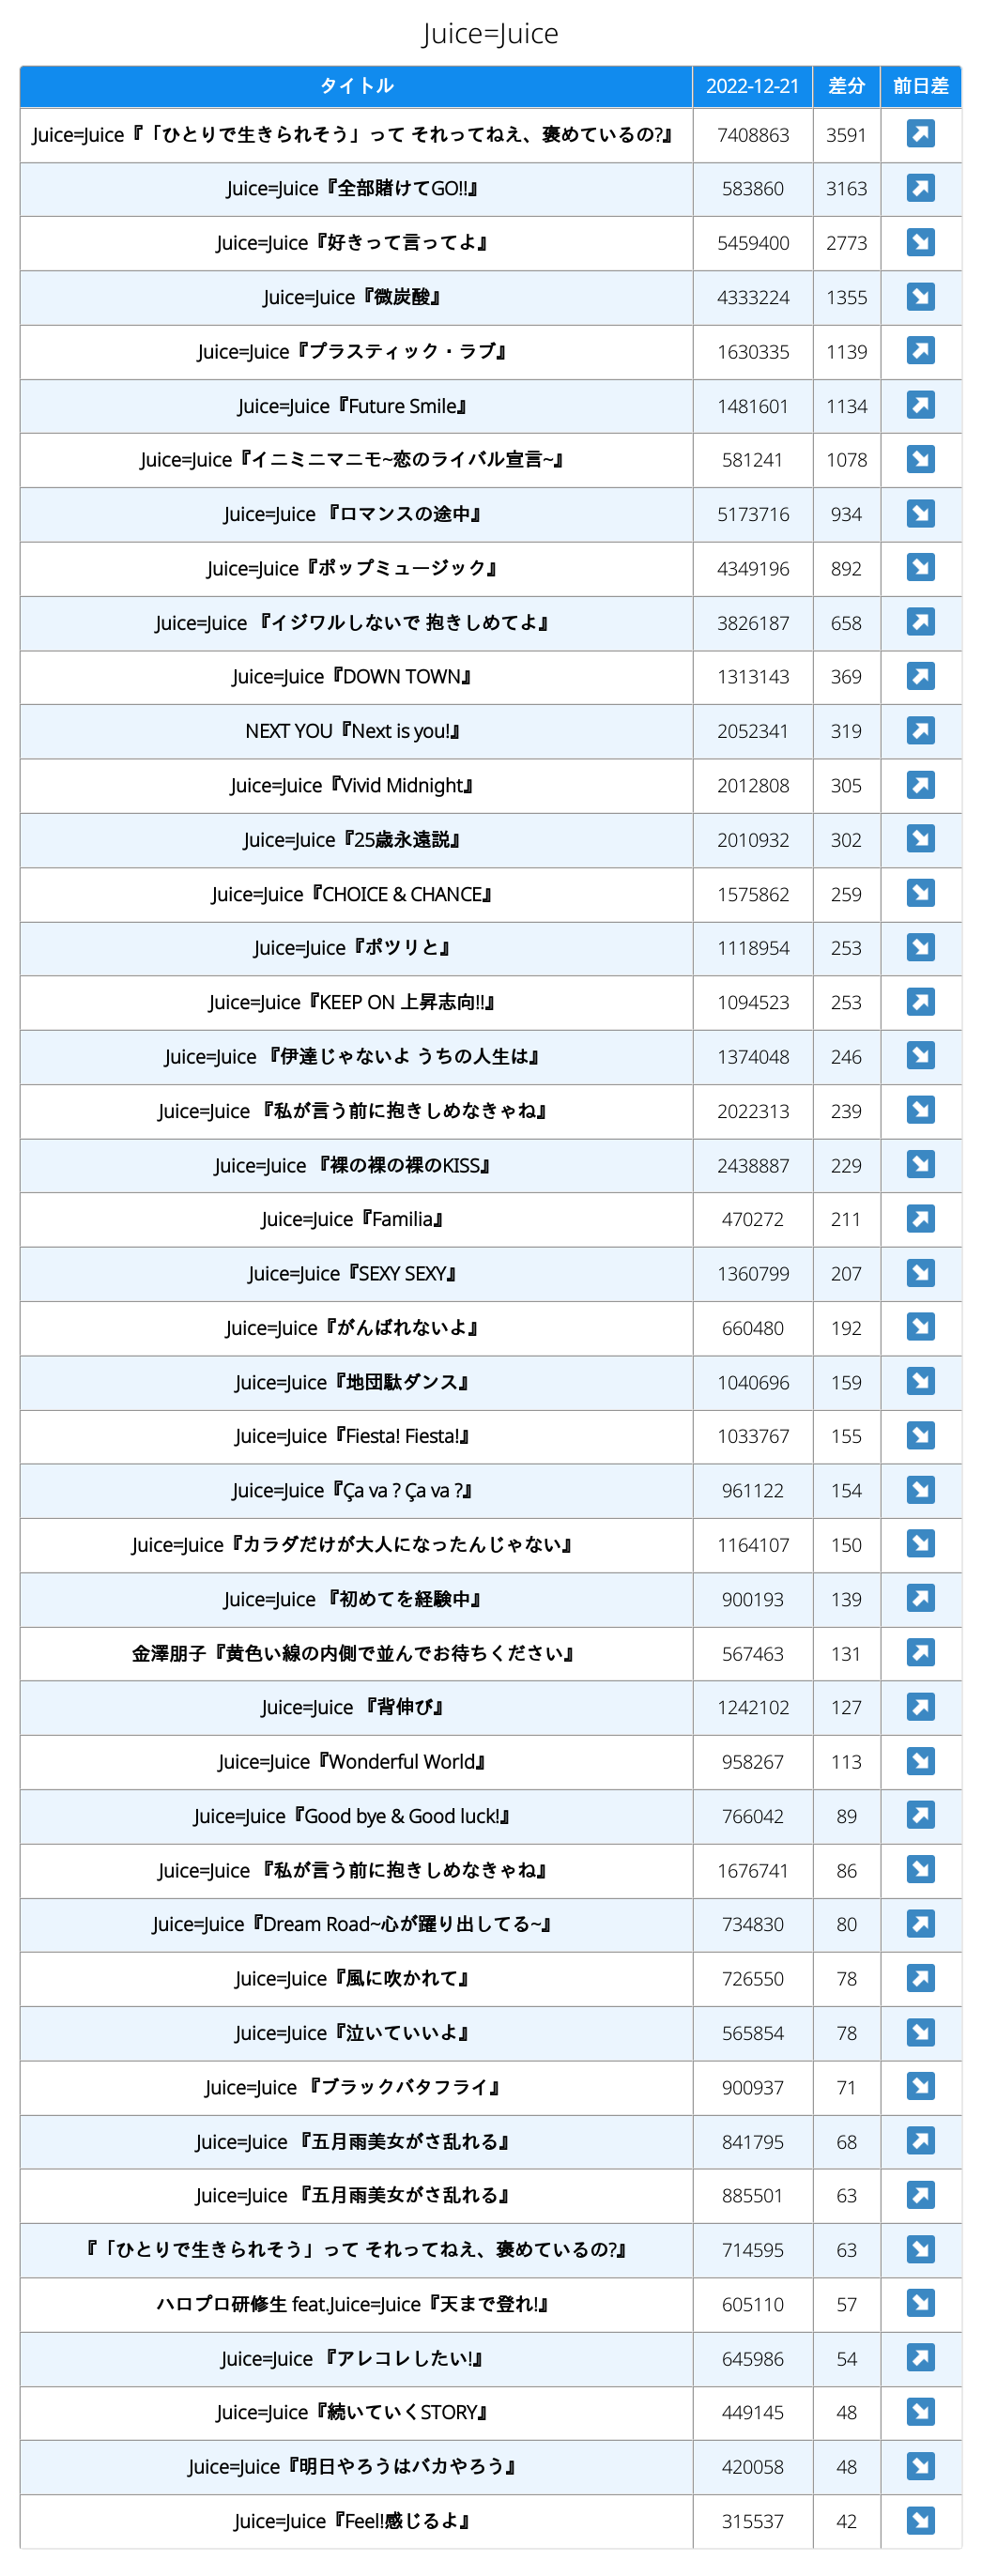 Juice=Juice
タイトル 2022-12-21 差分 前日差
Juice=Juice『「ひとりで生きられそう」って それってねえ、褒めているの?』 7408863 3591 ↗
Juice=Juice『全部賭けてGO!!』 583860 3163 ↗
Juice=Juice『好きって言ってよ』 5459400 2773 ↘
Juice=Juice『微炭酸』 4333224 1355 ↘
Juice=Juice『プラスティック・ラブ』 1630335 1139 ↗
Juice=Juice『Future Smile』 1481601 1134 ↗
Juice=Juice『イニミニマニモ~恋のライバル宣言~』 581241 1078 ↘
Juice=Juice 『ロマンスの途中』 5173716 934 ↘
Juice=Juice『ポップミュージック』 4349196 892 ↘
Juice=Juice 『イジワルしないで 抱きしめてよ』 3826187 658 ↗
Juice=Juice『DOWN TOWN』 1313143 369 ↗
NEXT YOU『Next is you!』 2052341 319 ↗
Juice=Juice『Vivid Midnight』 2012808 305 ↗
Juice=Juice『25歳永遠説』 2010932 302 ↘
Juice=Juice『CHOICE & CHANCE』 1575862 259 ↘
Juice=Juice『ポツリと』 1118954 253 ↘
Juice=Juice『KEEP ON 上昇志向!!』 1094523 253 ↗
Juice=Juice 『伊達じゃないよ うちの人生は』 1374048 246 ↘
Juice=Juice 『私が言う前に抱きしめなきゃね』 2022313 239 ↘
Juice=Juice 『裸の裸の裸のKISS』 2438887 229 ↘
Juice=Juice『Familia』 470272 211 ↗
Juice=Juice『SEXY SEXY』 1360799 207 ↘
Juice=Juice『がんばれないよ』 660480 192 ↘
Juice=Juice『地団駄ダンス』 1040696 159 ↘
Juice=Juice『Fiesta! Fiesta!』 1033767 155 ↘
Juice=Juice『Ça va ? Ça va ?』 961122 154 ↘
Juice=Juice『カラダだけが大人になったんじゃない』 1164107 150 ↘
Juice=Juice 『初めてを経験中』 900193 139 ↗
金澤朋子『黄色い線の内側で並んでお待ちください』 567463 131 ↗
Juice=Juice 『背伸び』 1242102 127 ↗
Juice=Juice『Wonderful World』 958267 113 ↘
Juice=Juice『Good bye & Good luck!』 766042 89 ↗
Juice=Juice 『私が言う前に抱きしめなきゃね』 1676741 86 ↘
Juice=Juice『Dream Road~心が躍り出してる~』 734830 80 ↗
Juice=Juice『風に吹かれて』 726550 78 ↗
Juice=Juice『泣いていいよ』 565854 78 ↘
Juice=Juice 『ブラックバタフライ』 900937 71 ↘
Juice=Juice 『五月雨美女がさ乱れる』 841795 68 ↗
Juice=Juice 『五月雨美女がさ乱れる』 885501 63 ↗
『「ひとりで生きられそう」って それってねえ、褒めているの?』 714595 63 ↘
ハロプロ研修生 feat.Juice=Juice『天まで登れ!』 605110 57 ↘
Juice=Juice 『アレコレしたい!』 645986 54 ↗
Juice=Juice『続いていくSTORY』 449145 48 ↘
Juice=Juice『明日やろうはバカやろう』 420058 48 ↘
Juice=Juice『Feel!感じるよ』 315537 42 ↘